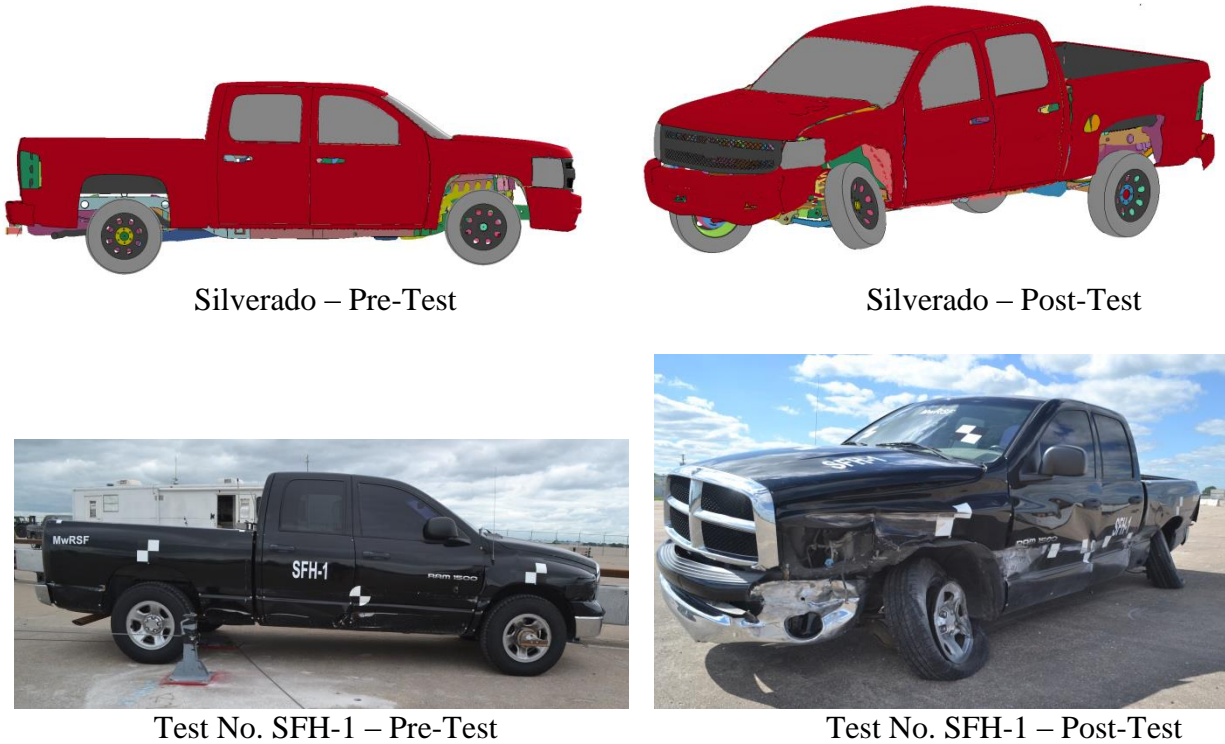 Silverado – Pre-Test
Silverado – Post-Test
MwRSF
SFH-1
RAM 1500
MwRSF
SFH-1
SFH-1
RAM 1500
Test No. SFH-1 – Pre-Test
Test No. SFH-1 – Post-Test